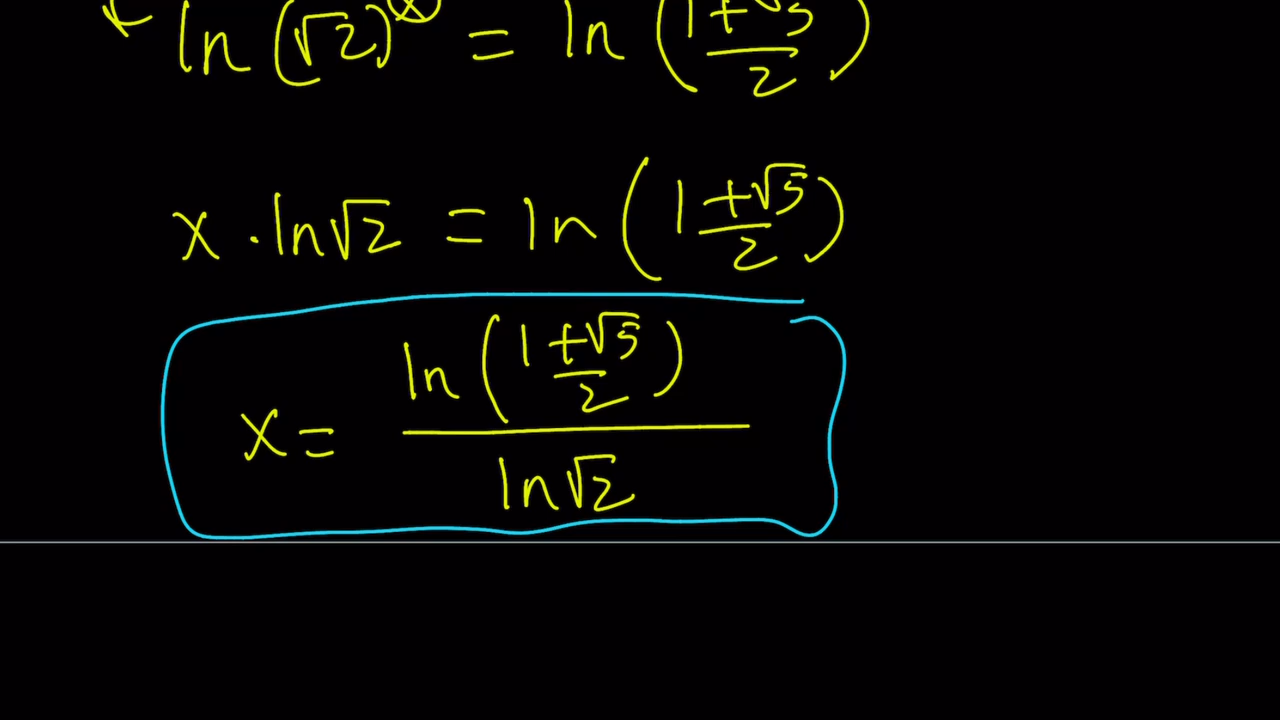 ln (√2)^x = ln ((1+√5)/2)
x · ln√2 = ln ((1+√5)/2)
x = ln ((1+√5)/2) / ln√2